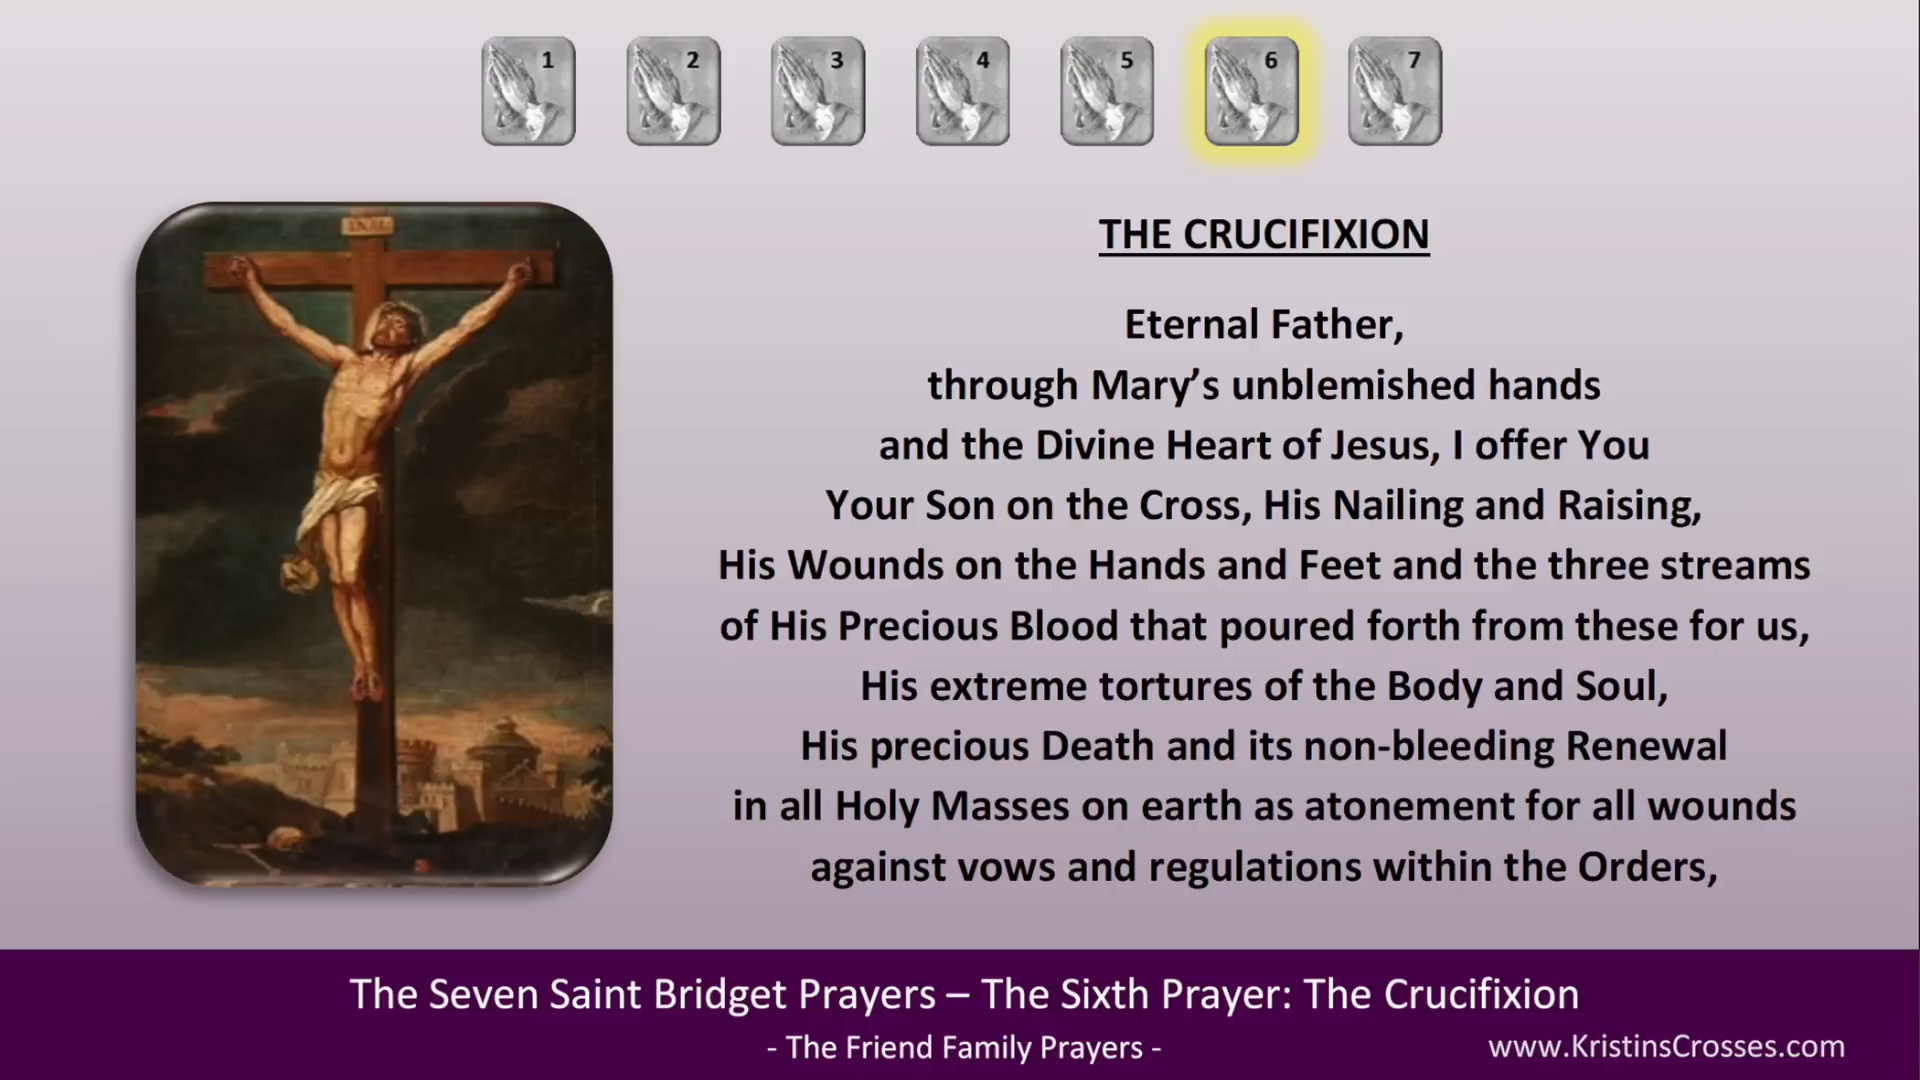 1 2 3 4 5 6 7
THE CRUCIFIXION
Eternal Father,
through Mary’s unblemished hands
and the Divine Heart of Jesus, I offer You
Your Son on the Cross, His Nailing and Raising,
His Wounds on the Hands and Feet and the three streams
of His Precious Blood that poured forth from these for us,
His extreme tortures of the Body and Soul,
His precious Death and its non-bleeding Renewal
in all Holy Masses on earth as atonement for all wounds
against vows and regulations within the Orders,
The Seven Saint Bridget Prayers – The Sixth Prayer: The Crucifixion
- The Friend Family Prayers -
www.KristinsCrosses.com